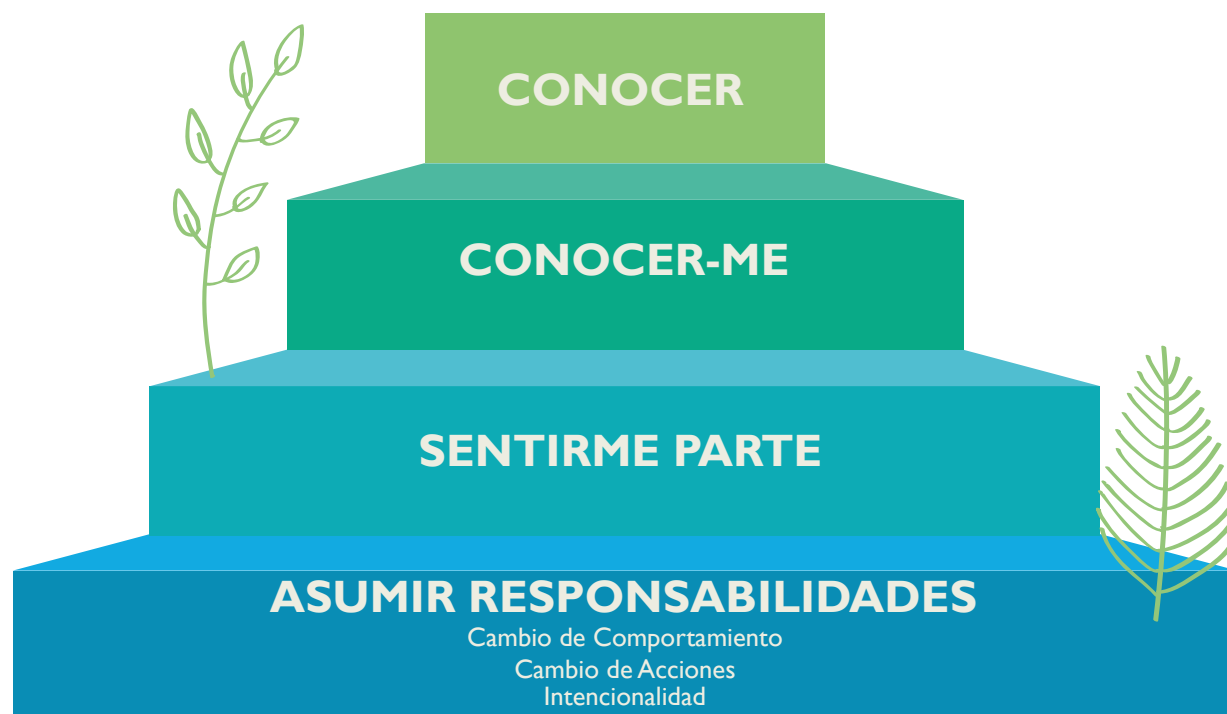 CONOCER
CONOCER-ME
SENTIRME PARTE
ASUMIR RESPONSABILIDADES
Cambio de Comportamiento
Cambio de Acciones
Intencionalidad